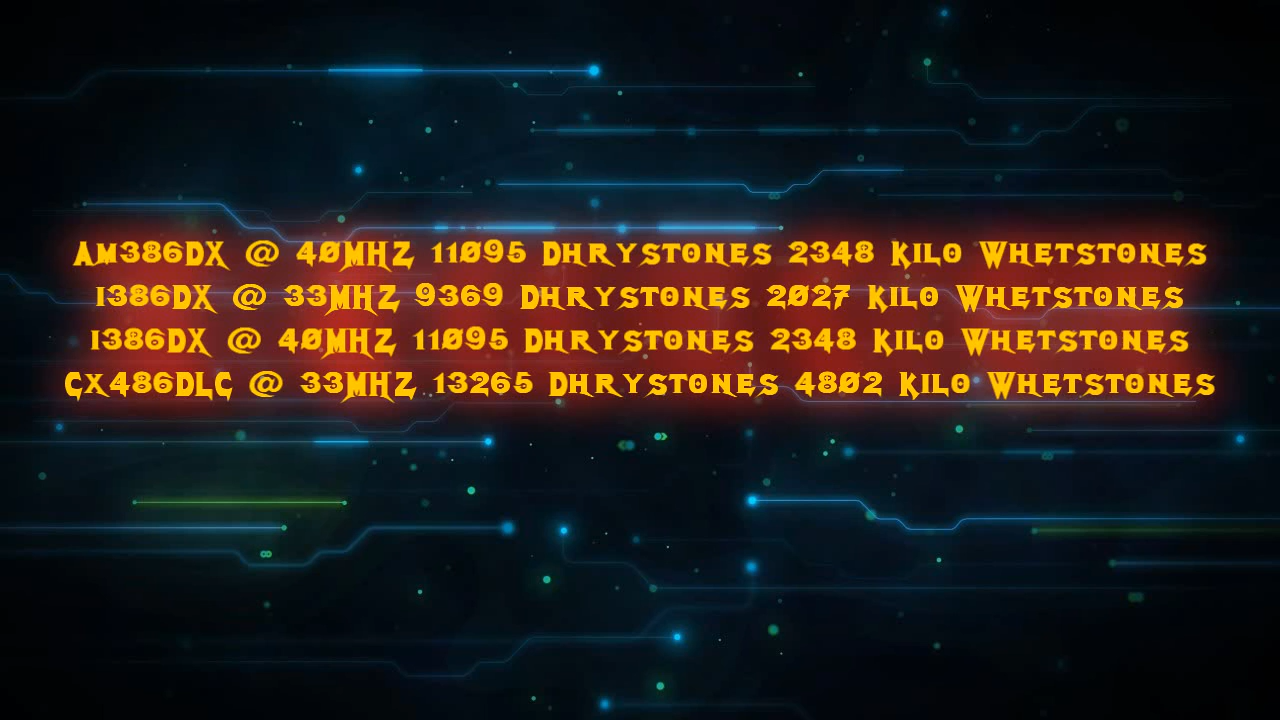 Am386DX @ 40MHz 11095 Dhrystones 2348 Kilo Whetstones
i386DX @ 33MHz 9369 Dhrystones 2027 Kilo Whetstones
i386DX @ 40MHz 11095 Dhrystones 2348 Kilo Whetstones
Cx486DLC @ 33MHz 13265 Dhrystones 4802 Kilo Whetstones